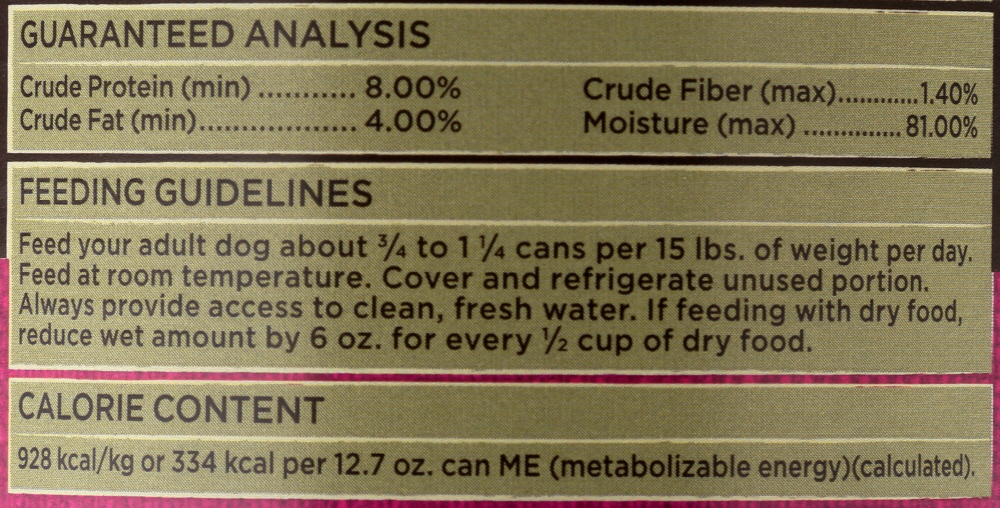 GUARANTEED ANALYSIS
Crude Protein (min) ........... 8.00% Crude Fiber (max)............1.40%
Crude Fat (min).................. 4.00% Moisture (max) .............. 81.00%
FEEDING GUIDELINES
Feed your adult dog about ¾ to 1 ¼ cans per 15 lbs. of weight per day.
Feed at room temperature. Cover and refrigerate unused portion.
Always provide access to clean, fresh water. If feeding with dry food,
reduce wet amount by 6 oz. for every ½ cup of dry food.
CALORIE CONTENT
928 kcal/kg or 334 kcal per 12.7 oz. can ME (metabolizable energy)(calculated).